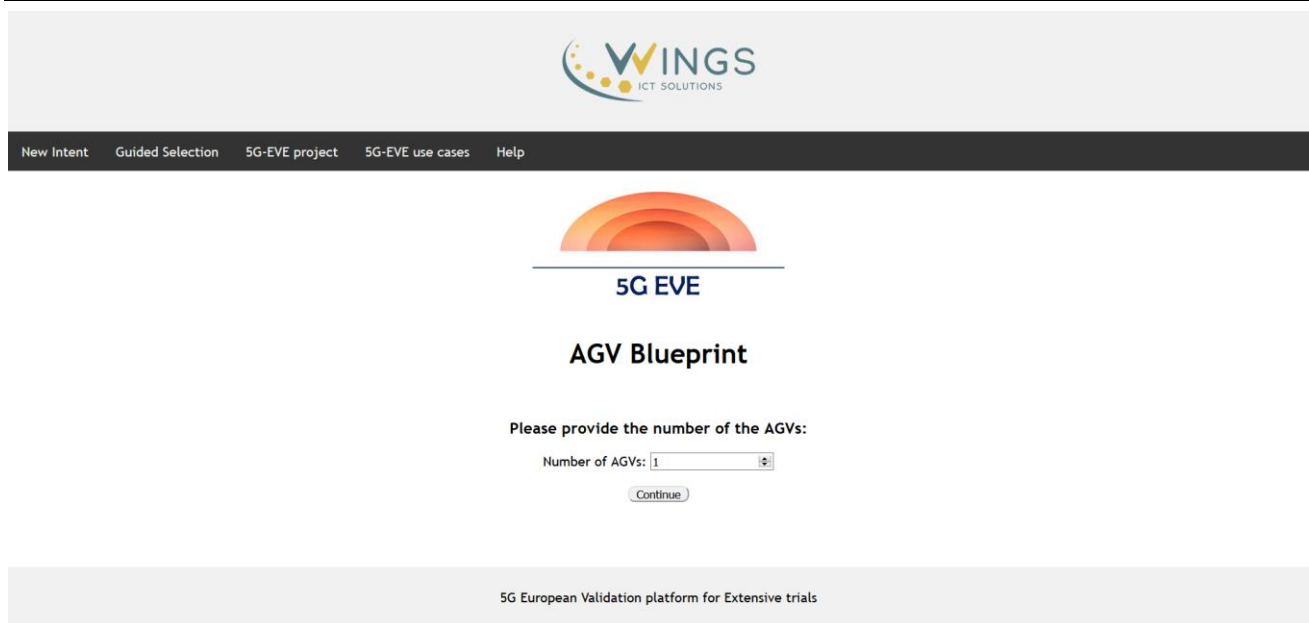 WINGS
ICT SOLUTIONS
New Intent Guided Selection 5G-EVE project 5G-EVE use cases Help
5G EVE
AGV Blueprint
Please provide the number of the AGVs:
Number of AGVs: 1
Continue
5G European Validation platform for Extensive trials